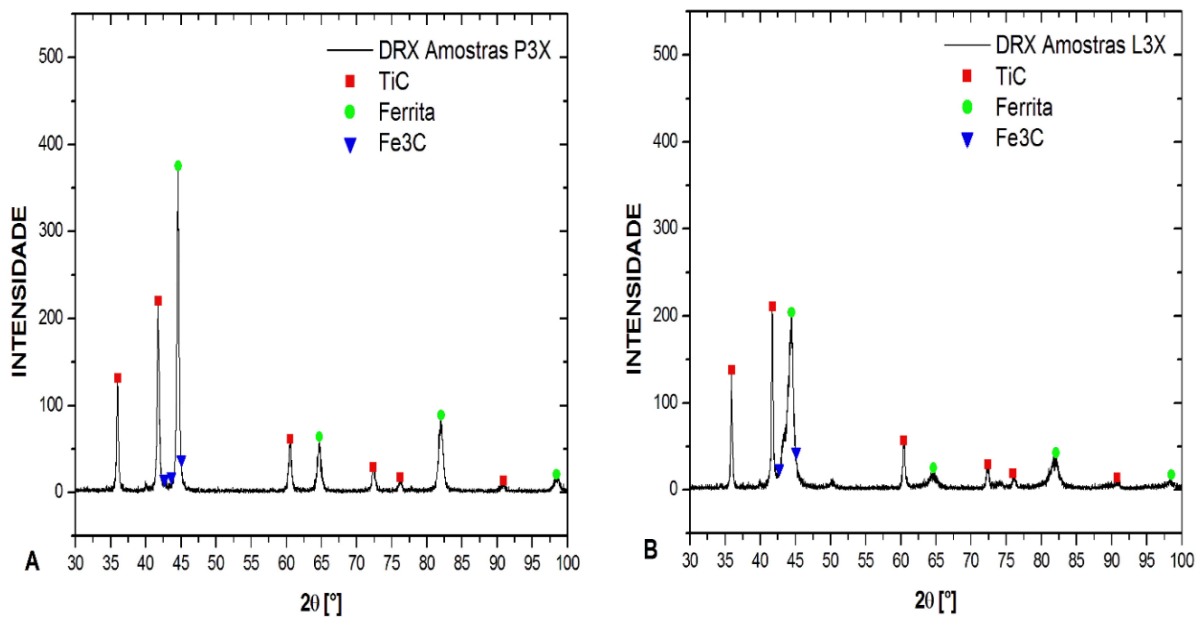 DRX Amostras P3X
TiC
Ferrita
Fe3C
INTENSIDADE
500
400
300
200
100
0
30 35 40 45 50 55 60 65 70 75 80 85 90 95 100
2θ [°]
A
DRX Amostras L3X
TiC
Ferrita
Fe3C
INTENSIDADE
500
400
300
200
100
0
30 35 40 45 50 55 60 65 70 75 80 85 90 95 100
2θ [°]
B